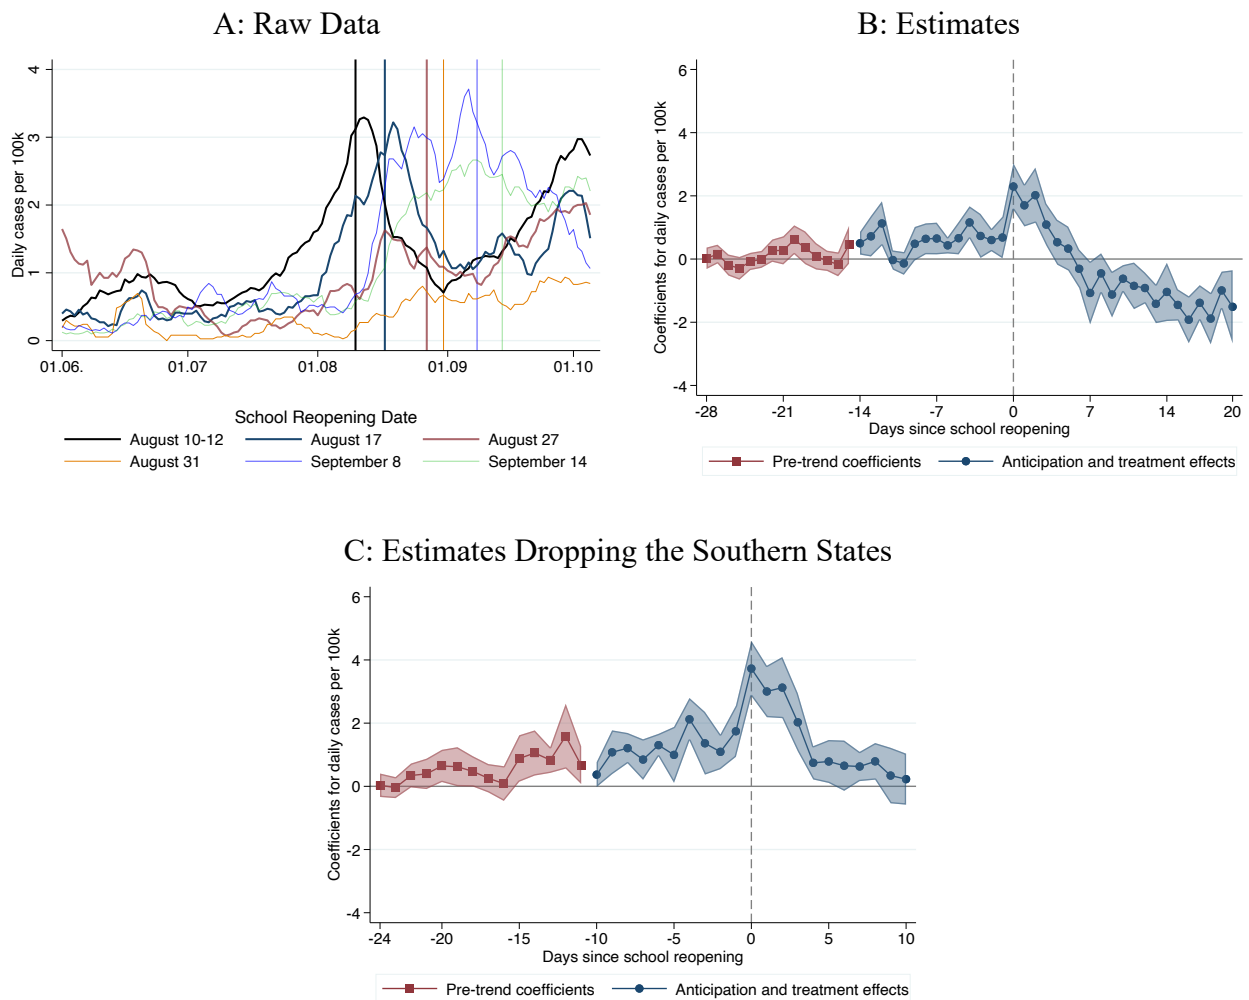 A: Raw Data
Daily cases per 100k
4
3
2
1
0
01.06.
01.07
01.08
01.09
01.10
School Reopening Date
August 10-12
August 17
August 27
August 31
September 8
September 14
B: Estimates
Coefficients for daily cases per 100k
6
4
2
0
-2
-4
-28
-21
-14
-7
0
7
14
20
Days since school reopening
Pre-trend coefficients
Anticipation and treatment effects
C: Estimates Dropping the Southern States
Coefficients for daily cases per 100k
6
4
2
0
-2
-4
-24
-20
-15
-10
-5
0
5
10
Days since school reopening
Pre-trend coefficients
Anticipation and treatment effects